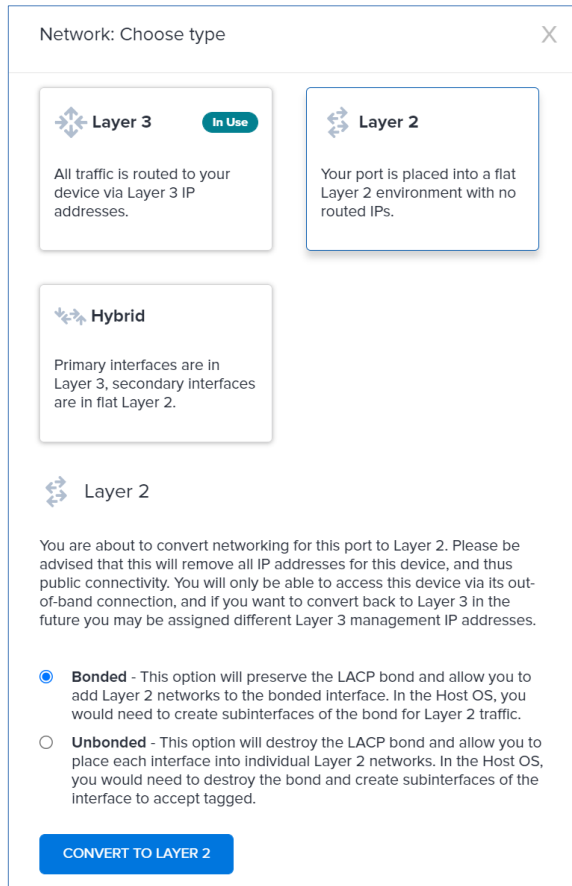 Network: Choose type
X
Layer 3
In Use
All traffic is routed to your
device via Layer 3 IP
addresses.
Layer 2
Your port is placed into a flat
Layer 2 environment with no
routed IPs.
Hybrid
Primary interfaces are in
Layer 3, secondary interfaces
are in flat Layer 2.
Layer 2
You are about to convert networking for this port to Layer 2. Please be
advised that this will remove all IP addresses for this device, and thus
public connectivity. You will only be able to access this device via its out-
of-band connection, and if you want to convert back to Layer 3 in the
future you may be assigned different Layer 3 management IP addresses.
Bonded - This option will preserve the LACP bond and allow you to
add Layer 2 networks to the bonded interface. In the Host OS, you
would need to create subinterfaces of the bond for Layer 2 traffic.
Unbonded - This option will destroy the LACP bond and allow you to
place each interface into individual Layer 2 networks. In the Host OS,
you would need to destroy the bond and create subinterfaces of the
interface to accept tagged.
CONVERT TO LAYER 2